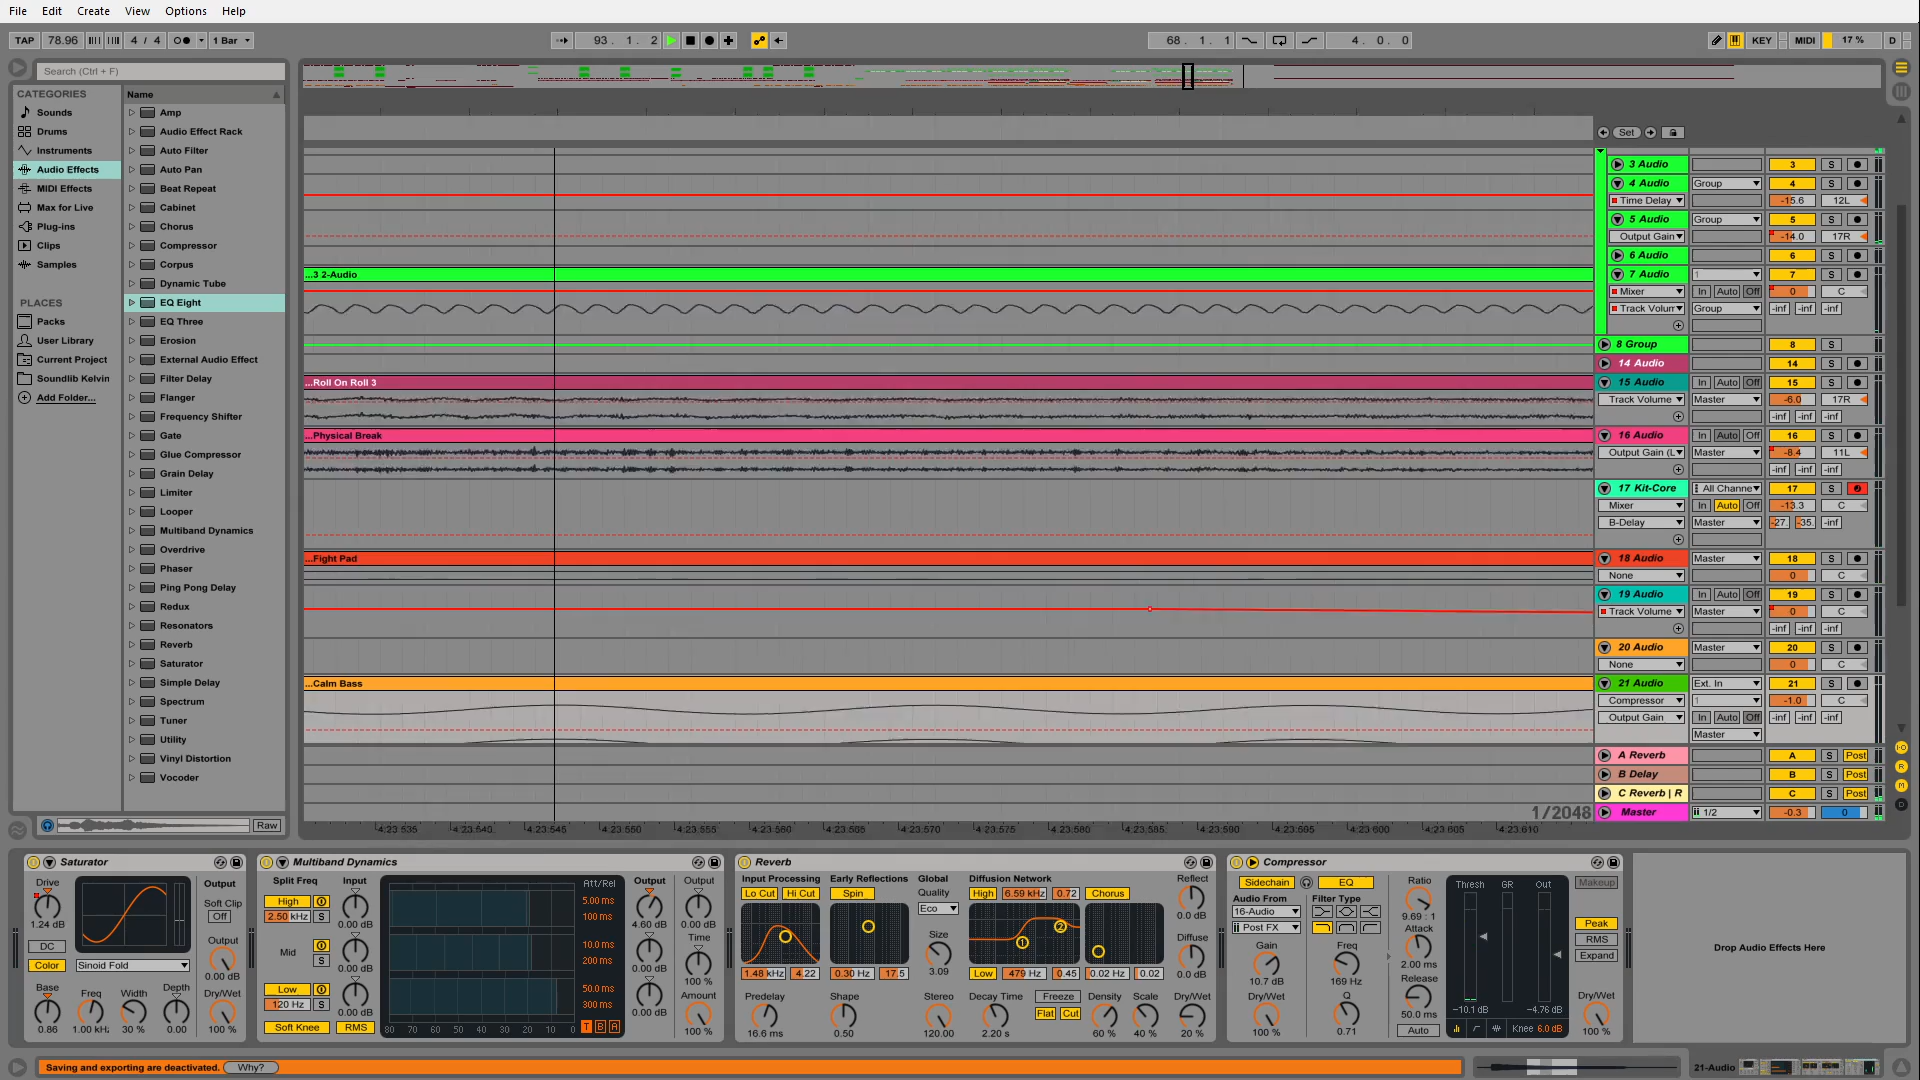 File Edit Create View Options Help
TAP 78.96 4 / 4 1 Bar 93. 1. 2 68. 1. 1 4. 0. 0 KEY MIDI 17 % D
Search (Ctrl + F)
CATEGORIES
Sounds
Drums
Instruments
Audio Effects
MIDI Effects
Max for Live
Plug-ins
Clips
Samples
PLACES
Packs
User Library
Current Project
Soundlib Kelvin
Add Folder...
Name
Amp
Audio Effect Rack
Auto Filter
Auto Pan
Beat Repeat
Cabinet
Chorus
Compressor
Corpus
Dynamic Tube
EQ Eight
EQ Three
Erosion
External Audio Effect
Filter Delay
Flanger
Frequency Shifter
Gate
Glue Compressor
Grain Delay
Limiter
Looper
Multiband Dynamics
Overdrive
Phaser
Ping Pong Delay
Redux
Resonators
Reverb
Saturator
Simple Delay
Spectrum
Tuner
Utility
Vinyl Distortion
Vocoder
Raw
...3 2-Audio
...Roll On Roll 3
...Physical Break
...Fight Pad
...Calm Bass
1/2048
4:23:535 4:23:540 4:23:545 4:23:550 4:23:555 4:23:560 4:23:565 4:23:570 4:23:575 4:23:580 4:23:585 4:23:590 4:23:595 4:23:600 4:23:605 4:23:610
Set
3 Audio 3 S
4 Audio Group 4 S
Time Delay -15.6 12L
5 Audio Group 5 S
Output Gain -14.0 17R
6 Audio 6 S
7 Audio 1 7 S
Mixer In Auto Off 0 C
Track Volum Group -inf -inf -inf
8 Group 8 S
14 Audio 14 S
15 Audio In Auto Off 15 S
Track Volume Master -6.0 17R
-inf -inf -inf
16 Audio In Auto Off 16 S
Output Gain (L Master -8.4 11L
-inf -inf -inf
17 Kit-Core All Channe 17 S
Mixer In Auto Off -13.3 C
B-Delay Master -27. -35. -inf
18 Audio Master 18 S
None 0 C
19 Audio In Auto Off 19 S
Track Volume Master 0 C
-inf -inf -inf
20 Audio Master 20 S
None 0 C
21 Audio Ext. In 21 S
Compressor 1 -1.0 C
Output Gain In Auto Off -inf -inf -inf
Master
A Reverb A S Post
B Delay B S Post
C Reverb | R C S Post
Master 1/2 -0.3 0
I·O
R
M
D
Saturator
Drive
1.24 dB
DC
Color
Sinoid Fold
Output
Soft Clip
Off
Output
0.00 dB
Base Freq Width Depth Dry/Wet
0.86 1.00 kHz 30 % 0.00 100 %
Multiband Dynamics
Split Freq Input Att/Rel Output Output
High 5.00 ms
2.50 kHz S 0.00 dB 100 ms 4.60 dB 0.00 dB
Mid 10.0 ms Time
S 0.00 dB 200 ms 0.00 dB 100 %
Low 50.0 ms Amount
120 Hz S 0.00 dB 300 ms 0.00 dB 100 %
Soft Knee RMS 80 60 50 40 30 20 10 0 T B A
Reverb
Input Processing Early Reflections Global Diffusion Network Reflect
Lo Cut Hi Cut Spin Quality High 6.59 kHz 0.72 Chorus 0.0 dB
Eco
Size Diffuse
1.48 kHz 4.22 0.30 Hz 17.5 3.09 Low 479 Hz 0.45 0.02 Hz 0.02 0.0 dB
1 2
Predelay Shape Stereo Decay Time Freeze Density Scale Dry/Wet
16.6 ms 0.50 120.00 2.20 s Flat Cut 60 % 40 % 20 %
Compressor
Sidechain EQ Ratio Thresh GR Out Makeup
Audio From Filter Type 9.69 : 1
16-Audio Attack Peak
Post FX RMS
Gain Freq 2.00 ms Expand
10.7 dB 169 Hz Release
Dry/Wet Q 50.0 ms Dry/Wet
100 % 0.71 Auto -10.1 dB -4.76 dB Knee 6.0 dB 100 %
Drop Audio Effects Here
Saving and exporting are deactivated. Why?
21-Audio